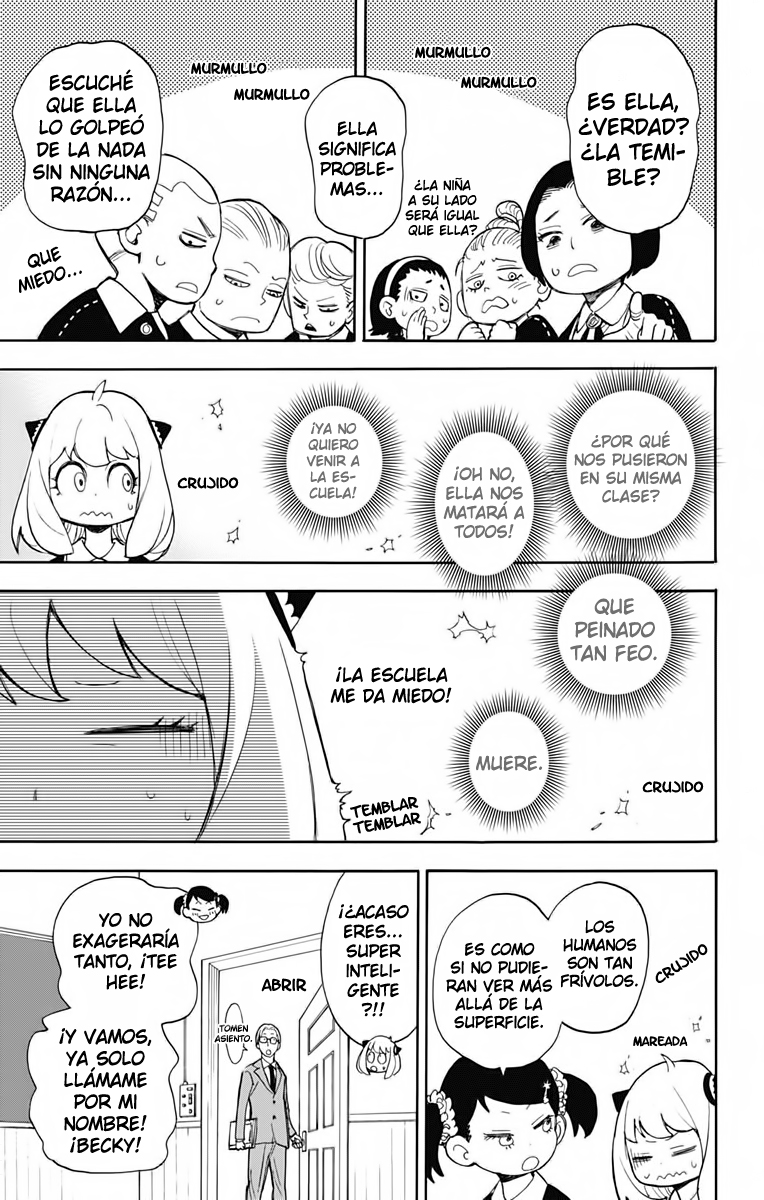 MURMULLO
MURMULLO
ES ELLA,
¿VERDAD?
¿LA TEMI-
BLE?
¿LA NIÑA
A SU LADO
SERÁ IGUAL
QUE ELLA?
MURMULLO
MURMULLO
ELLA
SIGNIFICA
PROBLE-
MAS...
ESCUCHÉ
QUE ELLA
LO GOLPEÓ
DE LA NADA
SIN NINGUNA
RAZÓN...
QUE
MIEDO...
¿POR QUÉ
NOS PUSIERON
EN SU MISMA
CLASE?
¡OH NO,
ELLA NOS
MATARÁ A
TODOS!
¡YA NO
QUIERO
VENIR A
LA ES-
CUELA!
CRUJIDO
QUE
PEINADO
TAN FEO.
MUERE.
CRUJIDO
¡LA ESCUELA
ME DA MIEDO!
TEMBLAR
TEMBLAR
LOS
HUMANOS
SON TAN
FRÍVOLOS.
ES COMO
SI NO PUDIE-
RAN VER MÁS
ALLÁ DE LA
SUPERFICIE.
CRUJIDO
MAREADA
¡¿ACASO
ERES...
SUPER
INTELI-
GENTE
?!!
ABRIR
¡TOMEN
ASIENTO.
YO NO
EXAGERARÍA
TANTO, ¡TEE
HEE!
¡Y VAMOS,
YA SOLO
LLÁMAME
POR MI
NOMBRE!
¡BECKY!